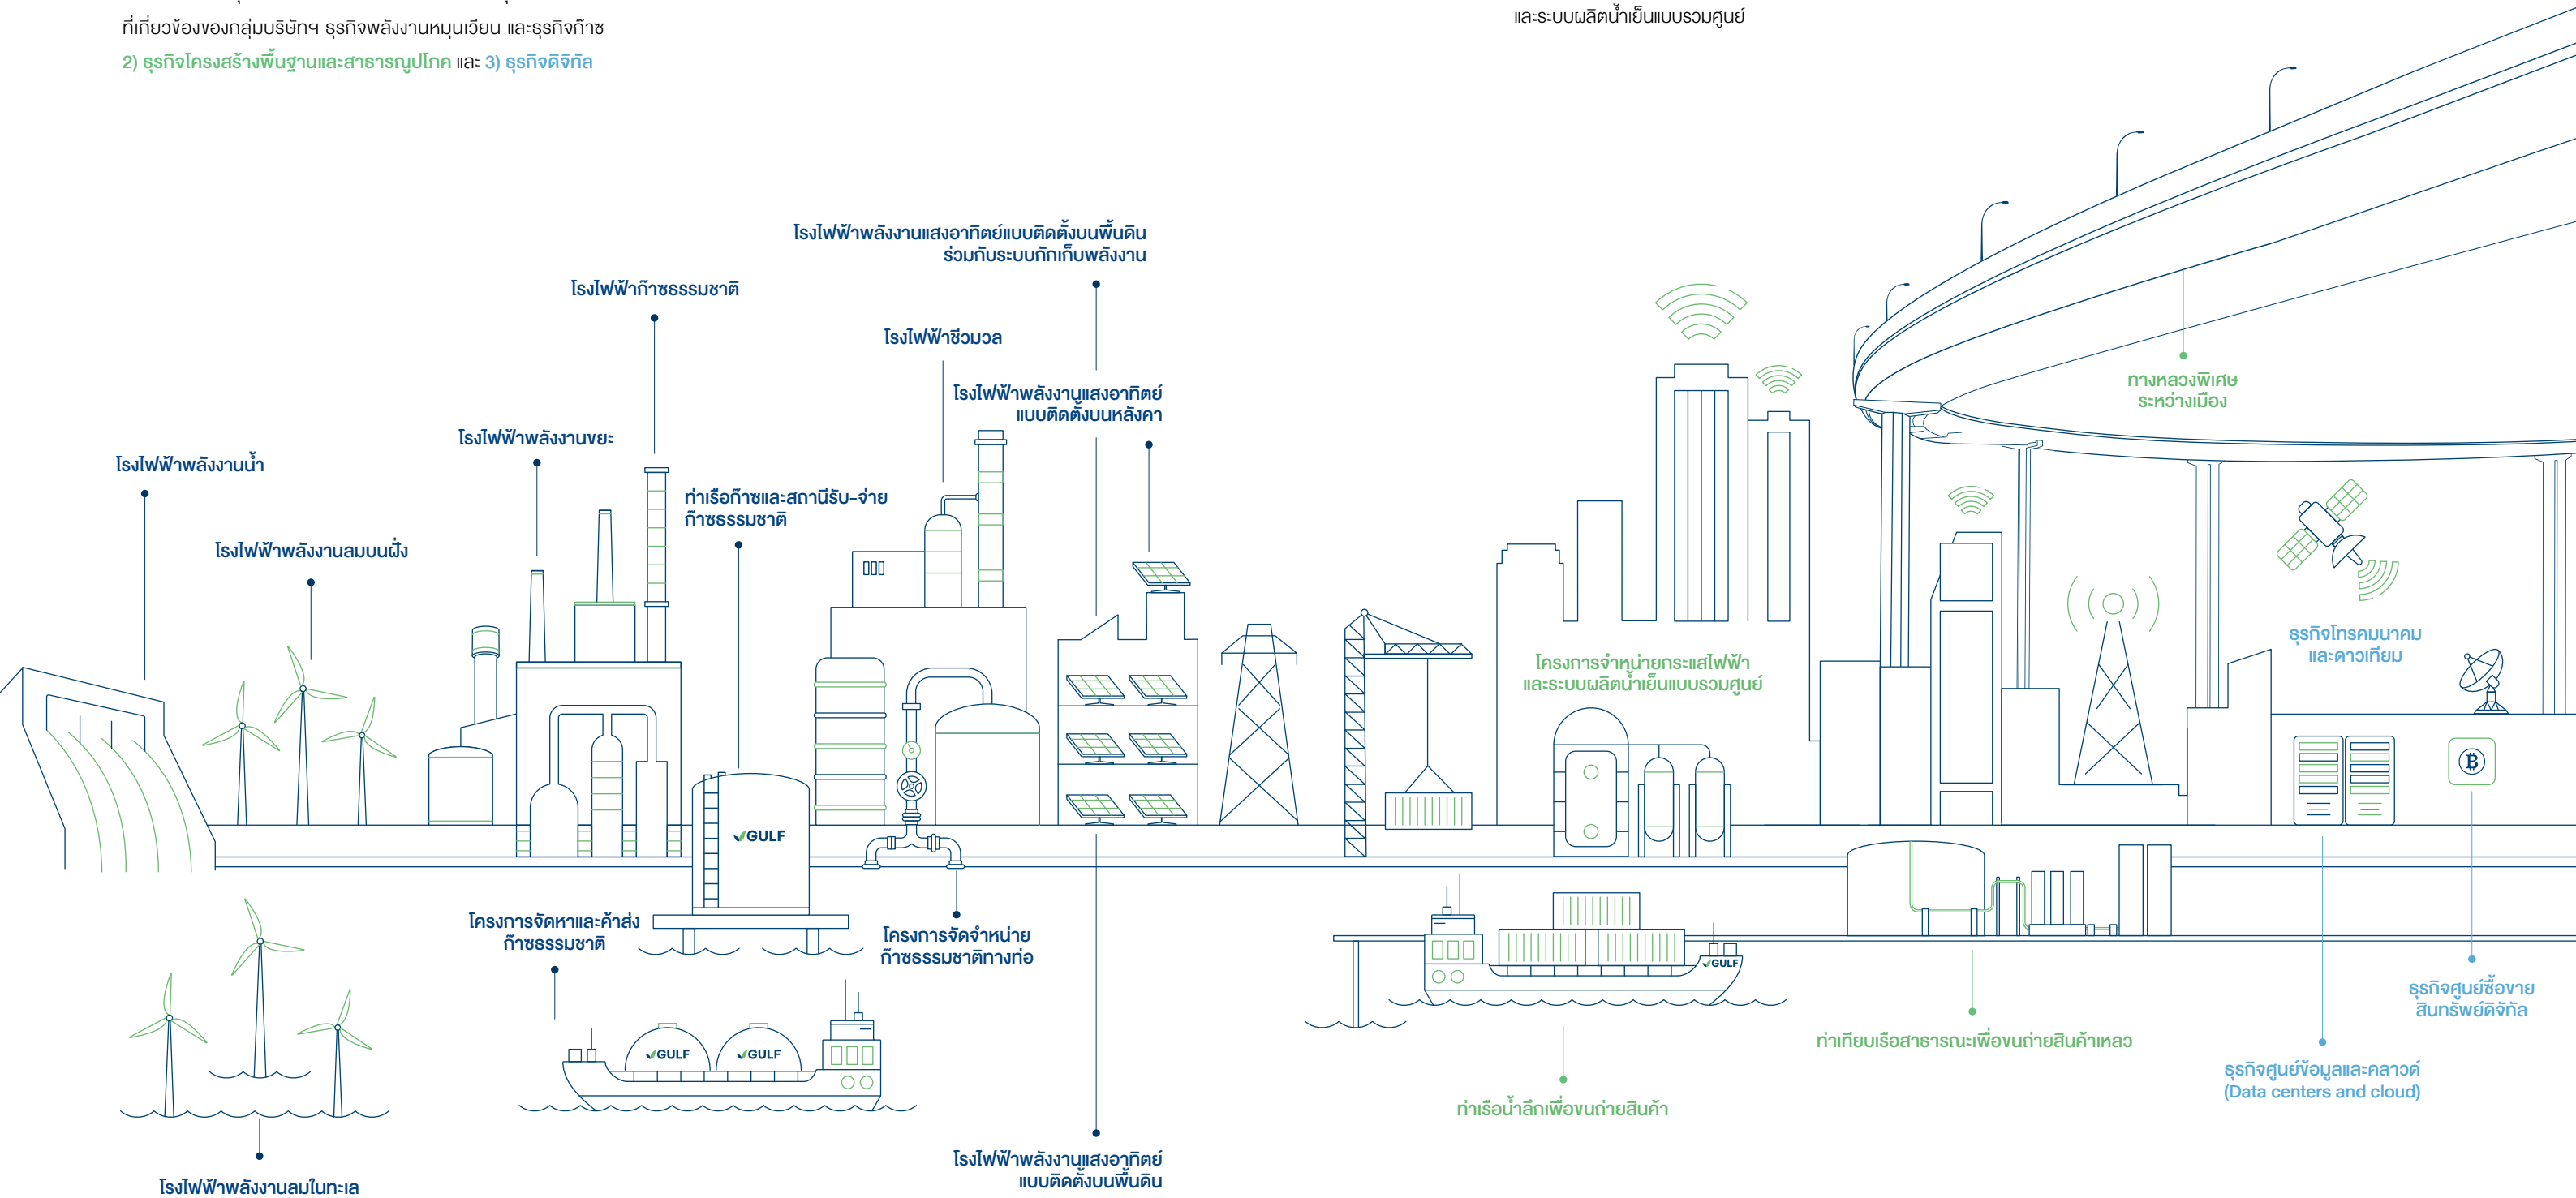 ที่เกี่ยวข้องของกลุ่มบริษัทฯ ธุรกิจพลังงานหมุนเวียน และธุรกิจก๊าซ
2) ธุรกิจโครงสร้างพื้นฐานและสาธารณูปโภค และ 3) ธุรกิจดิจิทัล
และระบบผลิตน้ำเย็นแบบรวมศูนย์
โรงไฟฟ้าพลังงานแสงอาทิตย์แบบติดตั้งบนพื้นดิน
ร่วมกับระบบกักเก็บพลังงาน
โรงไฟฟ้าก๊าซธรรมชาติ
โรงไฟฟ้าชีวมวล
โรงไฟฟ้าพลังงานแสงอาทิตย์
แบบติดตั้งบนหลังคา
โรงไฟฟ้าพลังงานขยะ
โรงไฟฟ้าพลังงานน้ำ
ท่าเรือก๊าซและสถานีรับ-จ่าย
ก๊าซธรรมชาติ
โรงไฟฟ้าพลังงานลมบนฝั่ง
ทางหลวงพิเศษ
ระหว่างเมือง
ธุรกิจโทรคมนาคม
และดาวเทียม
โครงการจำหน่ายกระแสไฟฟ้า
และระบบผลิตน้ำเย็นแบบรวมศูนย์
GULF
โครงการจัดหาและค้าส่ง
ก๊าซธรรมชาติ
โครงการจัดจำหน่าย
ก๊าซธรรมชาติทางท่อ
GULF
GULF
GULF
ธุรกิจศูนย์ซื้อขาย
สินทรัพย์ดิจิทัล
ท่าเทียบเรือสาธารณะเพื่อขนถ่ายสินค้าเหลว
ธุรกิจศูนย์ข้อมูลและคลาวด์
(Data centers and cloud)
ท่าเรือน้ำลึกเพื่อขนถ่ายสินค้า
โรงไฟฟ้าพลังงานแสงอาทิตย์
แบบติดตั้งบนพื้นดิน
โรงไฟฟ้าพลังงานลมในทะเล